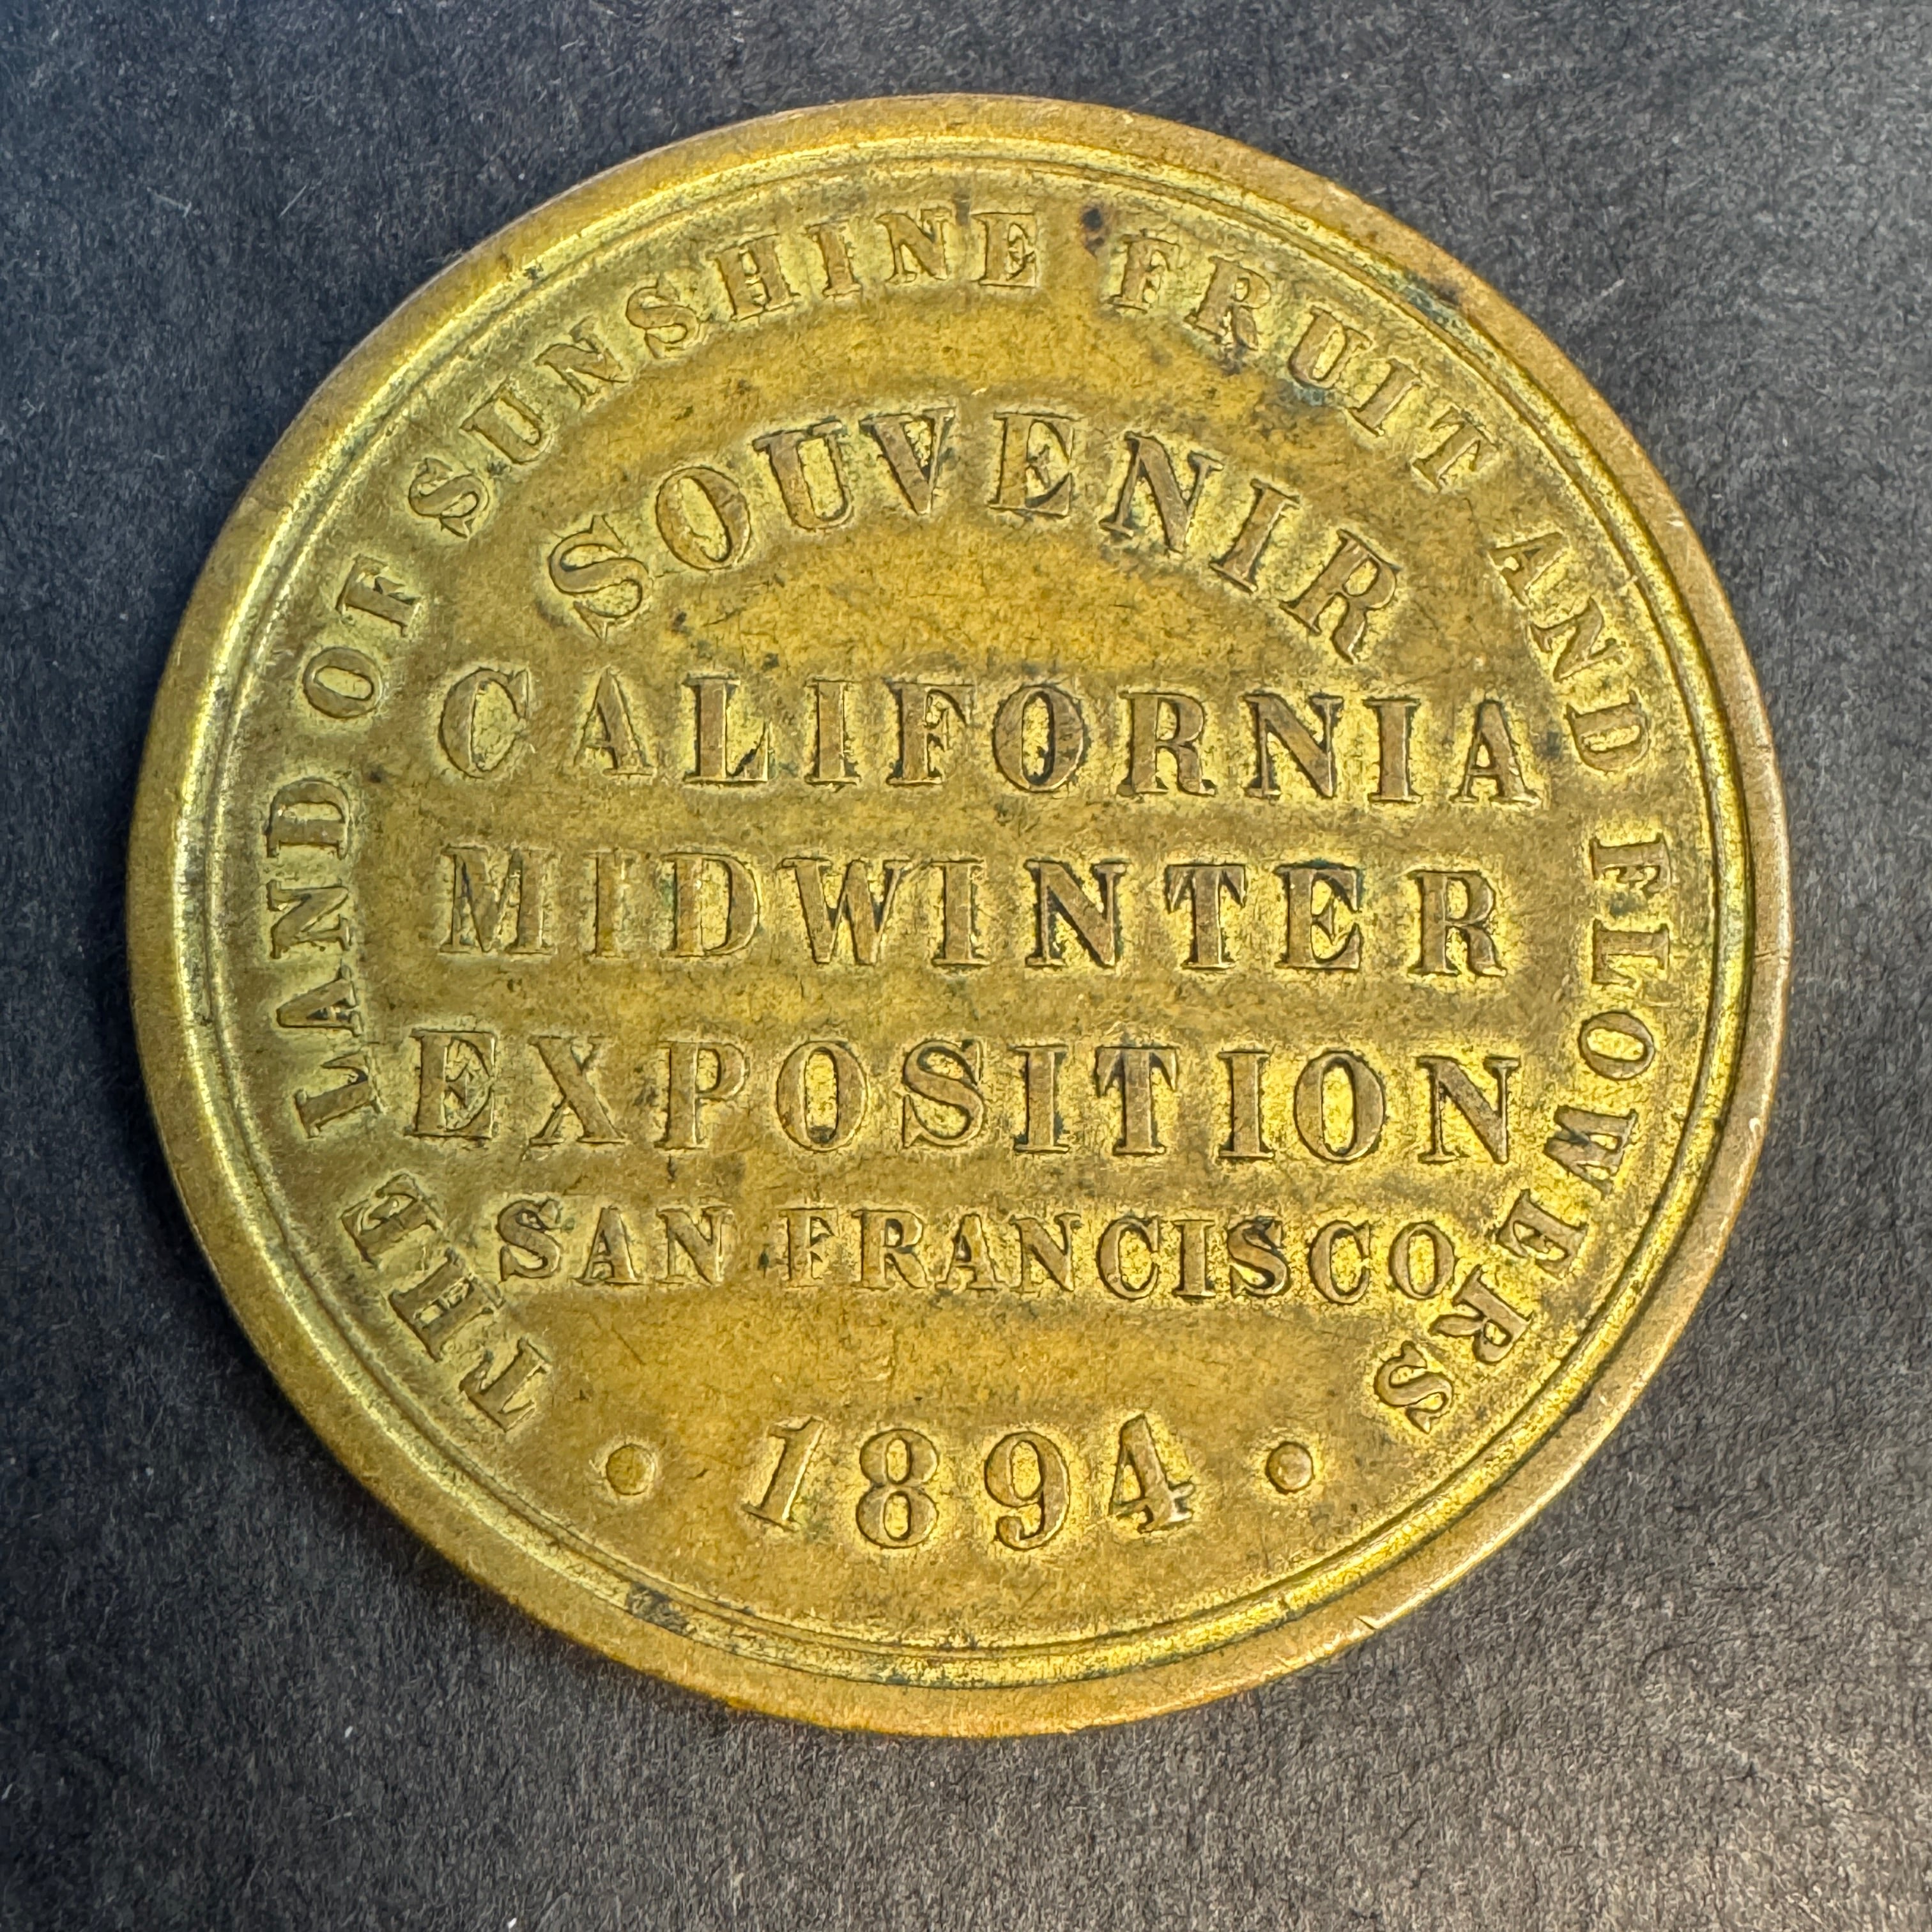 THE LAND OF SUNSHINE FRUIT AND FLOWERS
SOUVENIR
CALIFORNIA
MIDWINTER
EXPOSITION
SAN FRANCISCO
• 1894 •